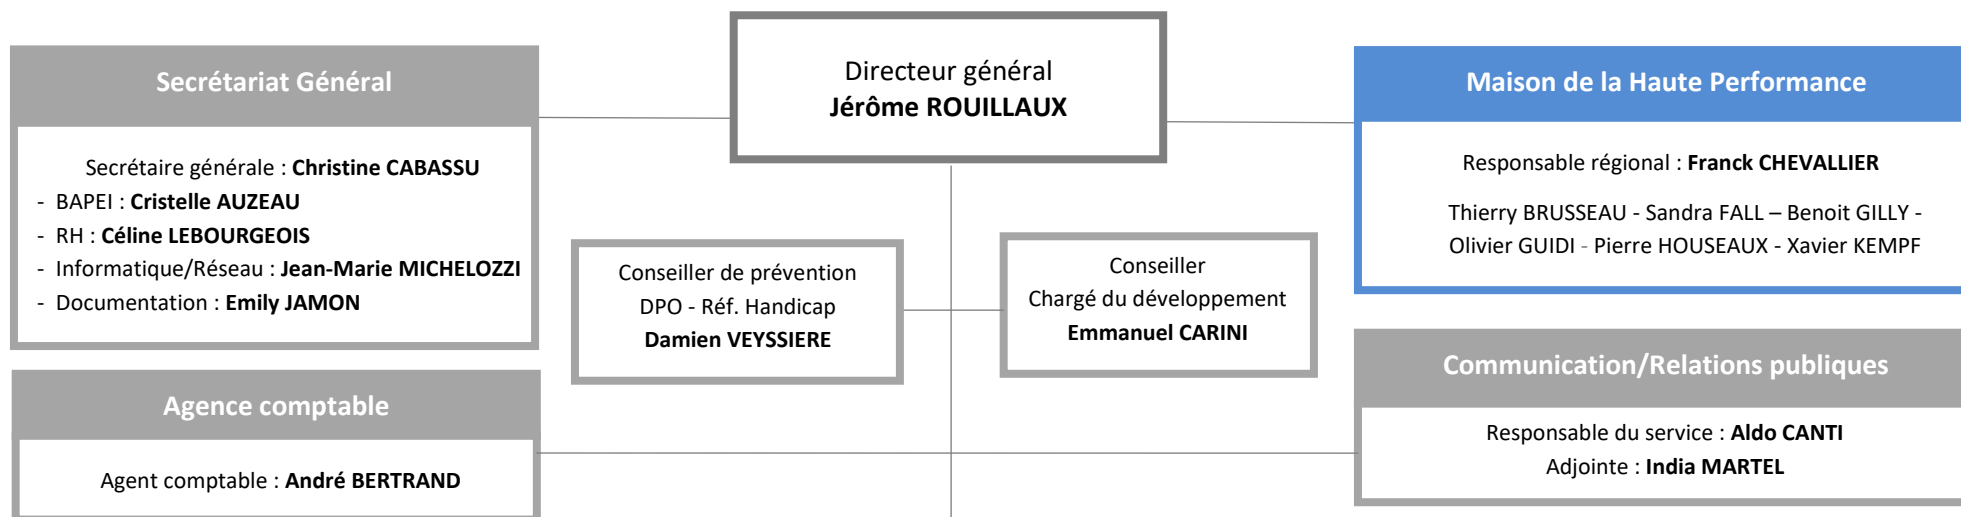 Directeur général
Jérôme ROUILLAUX
Secrétariat Général
Secrétaire générale : Christine CABASSU
- BAPEI : Cristelle AUZEAU
- RH : Céline LEBOURGEOIS
- Informatique/Réseau : Jean-Marie MICHELOZZI
- Documentation : Emily JAMON
Maison de la Haute Performance
Responsable régional : Franck CHEVALLIER
Thierry BRUSSEAU - Sandra FALL – Benoit GILLY -
Olivier GUIDI - Pierre HOUSEAUX - Xavier KEMPF
Conseiller de prévention
DPO - Réf. Handicap
Damien VEYSSIERE
Conseiller
Chargé du développement
Emmanuel CARINI
Agence comptable
Agent comptable : André BERTRAND
Communication/Relations publiques
Responsable du service : Aldo CANTI
Adjointe : India MARTEL